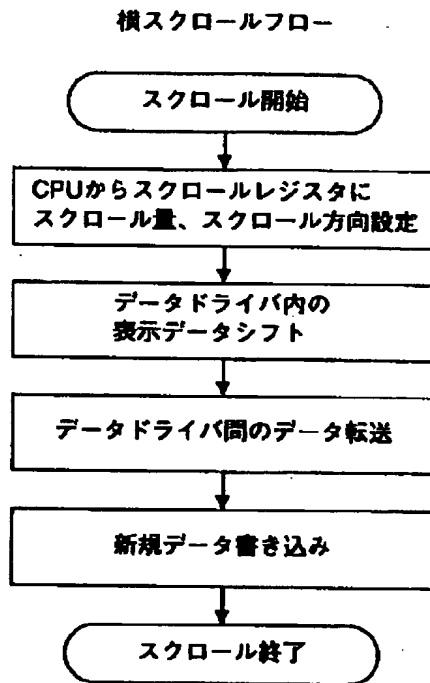 横スクロールフロー
スクロール開始
CPUからスクロールレジスタに
スクロール量、スクロール方向設定
データドライバ内の
表示データシフト
データドライバ間のデータ転送
新規データ書き込み
スクロール終了